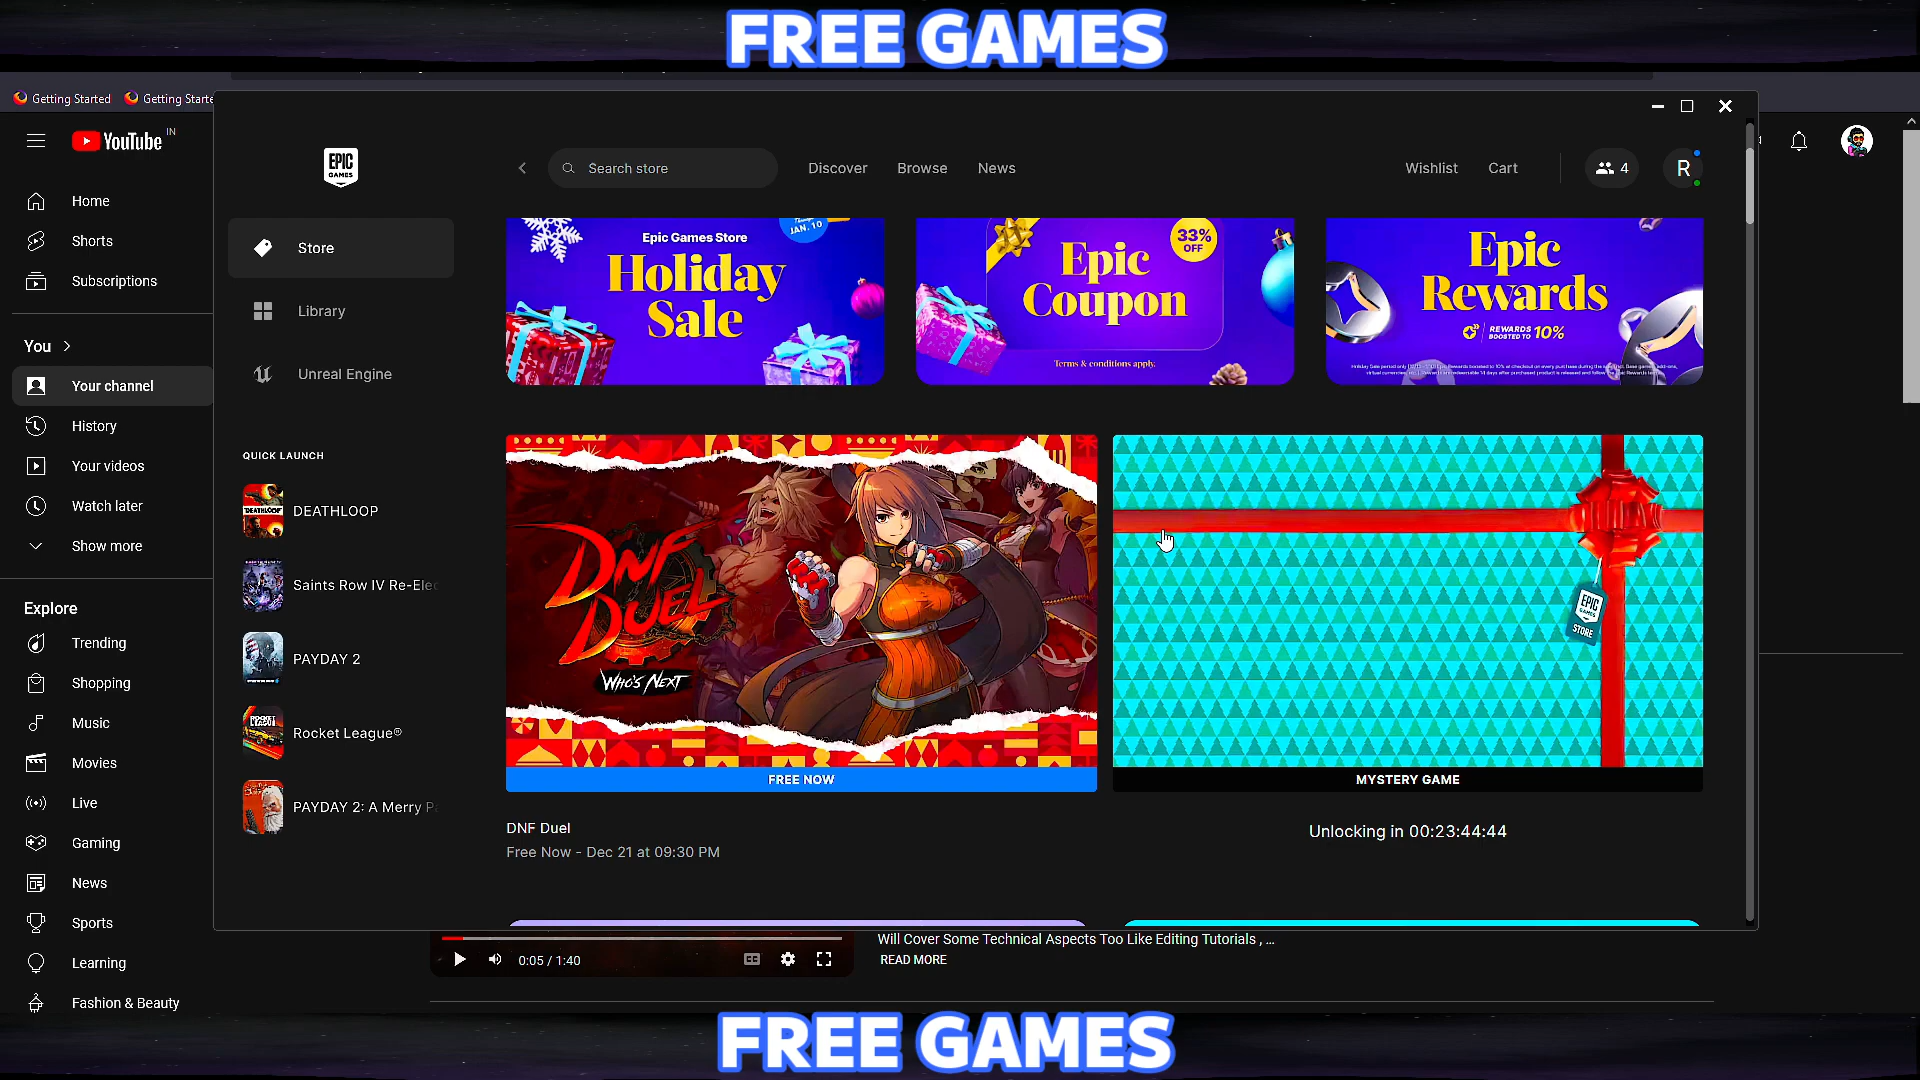 FREE GAMES
Getting Started
Getting Starte
YouTube IN
Home
Shorts
Subscriptions
You
Your channel
History
Your videos
Watch later
Show more
Explore
Trending
Shopping
Music
Movies
Live
Gaming
News
Sports
Learning
Fashion & Beauty
EPIC
GAMES
Search store
Discover
Browse
News
Wishlist
Cart
4
R
Store
Library
Unreal Engine
QUICK LAUNCH
DEATHLOOP
DEATHLOOP
Saints Row IV Re-Elec
PAYDAY 2
ROCKET
LEAGUE
Rocket League®
PAYDAY 2: A Merry Pa
JAN. 10
Epic Games Store
Holiday
Sale
33%
OFF
Epic
Coupon
Terms & conditions apply.
Epic
Rewards
REWARDS
BOOSTED TO 10%
DNF
DUEL
WHO'S NEXT
FREE NOW
DNF Duel
Free Now - Dec 21 at 09:30 PM
EPIC
GAMES
STORE
MYSTERY GAME
Unlocking in 00:23:44:44
0:05 / 1:40
Will Cover Some Technical Aspects Too Like Editing Tutorials , ...
READ MORE
FREE GAMES